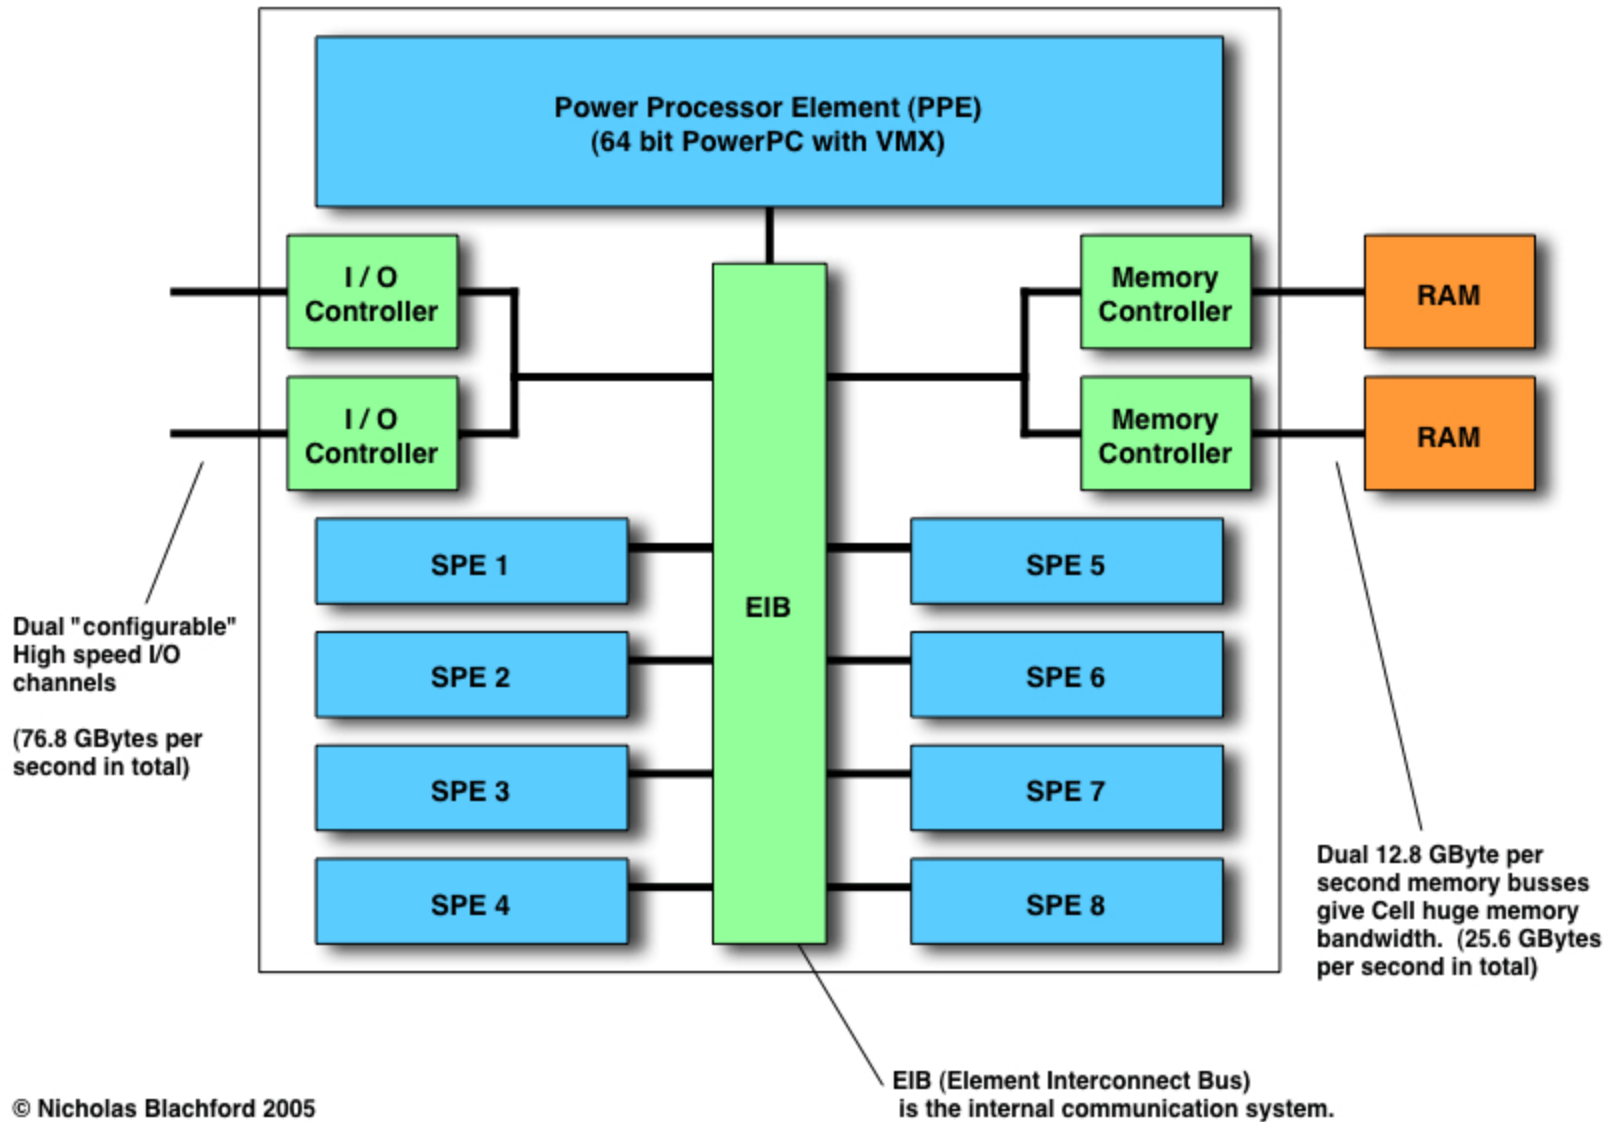 Power Processor Element (PPE)
(64 bit PowerPC with VMX)
I / O
Controller
Memory
Controller
RAM
I / O
Controller
Memory
Controller
RAM
SPE 1
SPE 5
EIB
SPE 2
SPE 6
SPE 3
SPE 7
SPE 4
SPE 8
Dual "configurable"
High speed I/O
channels
(76.8 GBytes per
second in total)
Dual 12.8 GByte per
second memory busses
give Cell huge memory
bandwidth.  (25.6 GBytes
per second in total)
EIB (Element Interconnect Bus)
is the internal communication system.
© Nicholas Blachford 2005